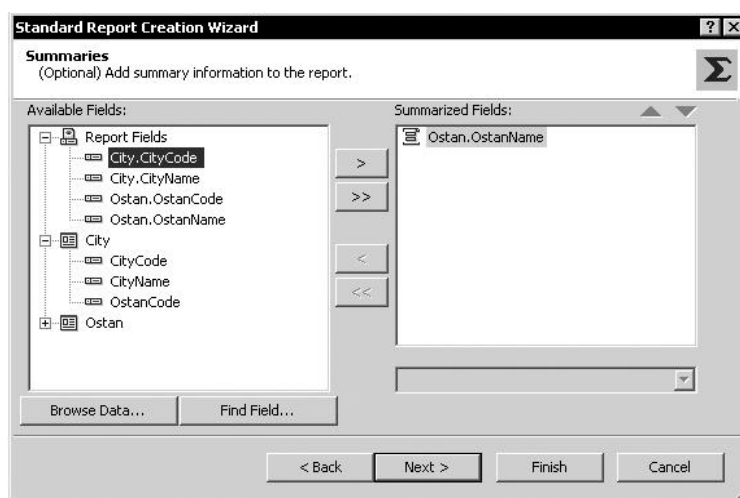 Standard Report Creation Wizard
Summaries
(Optional) Add summary information to the report.
Available Fields:
Report Fields
City.CityCode
City.CityName
Ostan.OstanCode
Ostan.OstanName
City
CityCode
CityName
OstanCode
Ostan
Browse Data...
Find Field...
>
>>
<
<<
Summarized Fields:
Ostan.OstanName
< Back
Next >
Finish
Cancel